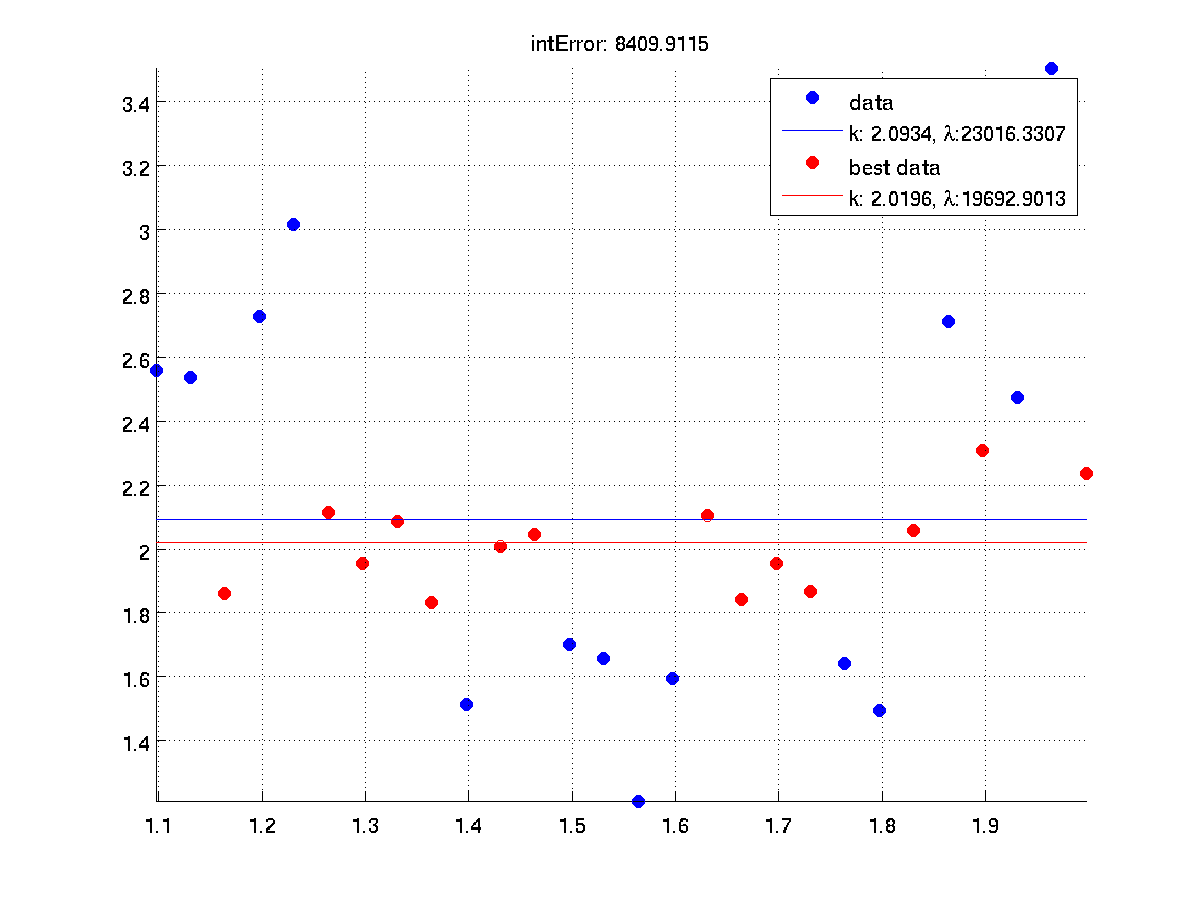 intError: 8409.9115
data
k: 2.0934, λ:23016.3307
best data
k: 2.0196, λ:19692.9013
3.4
3.2
3
2.8
2.6
2.4
2.2
2
1.8
1.6
1.4
1.1 1.2 1.3 1.4 1.5 1.6 1.7 1.8 1.9